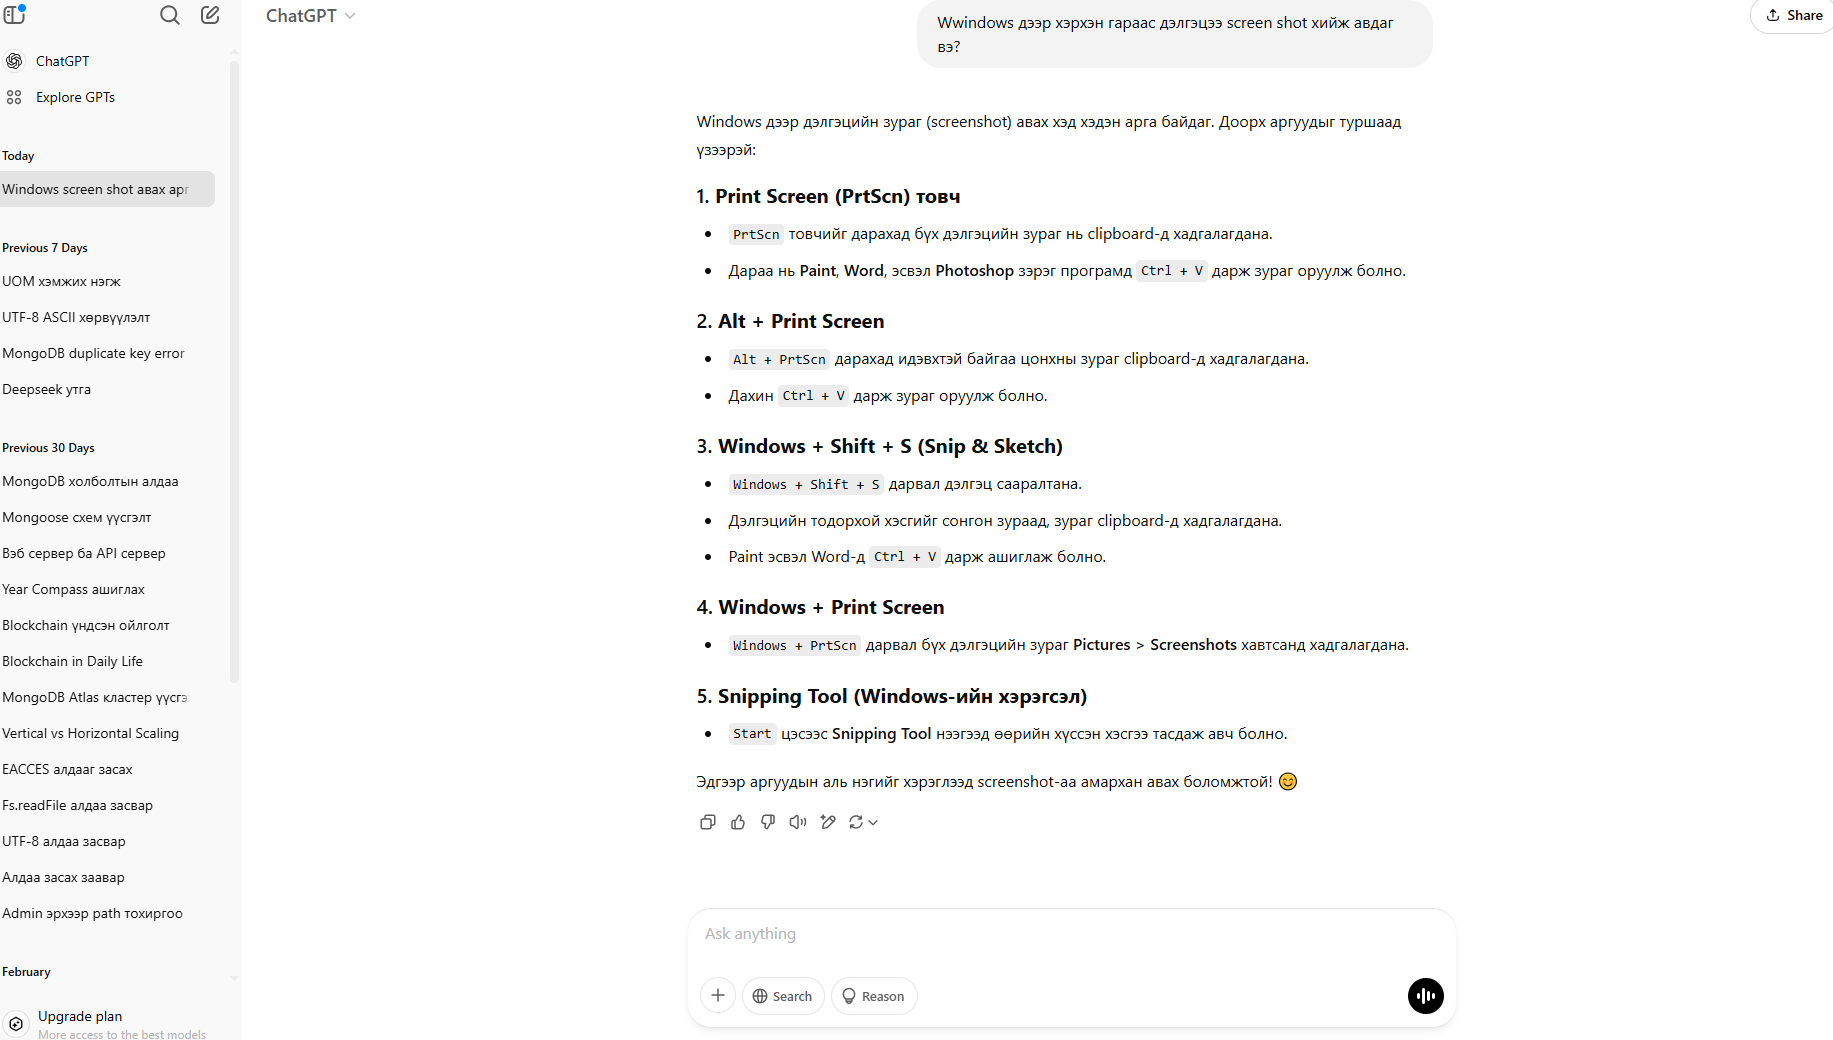 ChatGPT
Explore GPTs
Today
Windows screen shot авах арг
Previous 7 Days
UOM хэмжих нэгж
UTF-8 ASCII хөрвүүлэлт
MongoDB duplicate key error
Deepseek утга
Previous 30 Days
MongoDB холболтын алдаа
Mongoose схем үүсгэлт
Вэб сервер ба API сервер
Year Compass ашиглах
Blockchain үндсэн ойлголт
Blockchain in Daily Life
MongoDB Atlas кластер үүсгэ
Vertical vs Horizontal Scaling
EACCES алдааг засах
Fs.readFile алдаа засвар
UTF-8 алдаа засвар
Алдаа засах заавар
Admin эрхээр path тохиргоо
February
Upgrade plan
More access to the best models
ChatGPT
Share
Wwindows дээр хэрхэн гараас дэлгэцээ screen shot хийж авдаг
вэ?
Windows дээр дэлгэцийн зураг (screenshot) авах хэд хэдэн арга байдаг. Доорх аргуудыг туршаад
үзээрэй:
1. Print Screen (PrtScn) товч
• PrtScn товчийг дарахад бүх дэлгэцийн зураг нь clipboard-д хадгалагдана.
• Дараа нь Paint, Word, эсвэл Photoshop зэрэг програмд Ctrl + V дарж зураг оруулж болно.
2. Alt + Print Screen
• Alt + PrtScn дарахад идэвхтэй байгаа цонхны зураг clipboard-д хадгалагдана.
• Дахин Ctrl + V дарж зураг оруулж болно.
3. Windows + Shift + S (Snip & Sketch)
• Windows + Shift + S дарвал дэлгэц сааралтана.
• Дэлгэцийн тодорхой хэсгийг сонгон зураад, зураг clipboard-д хадгалагдана.
• Paint эсвэл Word-д Ctrl + V дарж ашиглаж болно.
4. Windows + Print Screen
• Windows + PrtScn дарвал бүх дэлгэцийн зураг Pictures > Screenshots хавтсанд хадгалагдана.
5. Snipping Tool (Windows-ийн хэрэгсэл)
• Start цэсээс Snipping Tool нээгээд өөрийн хүссэн хэсгээ тасдаж авч болно.
Эдгээр аргуудын аль нэгийг хэрэглээд screenshot-аа амархан авах боломжтой! 😊
Ask anything
Search
Reason